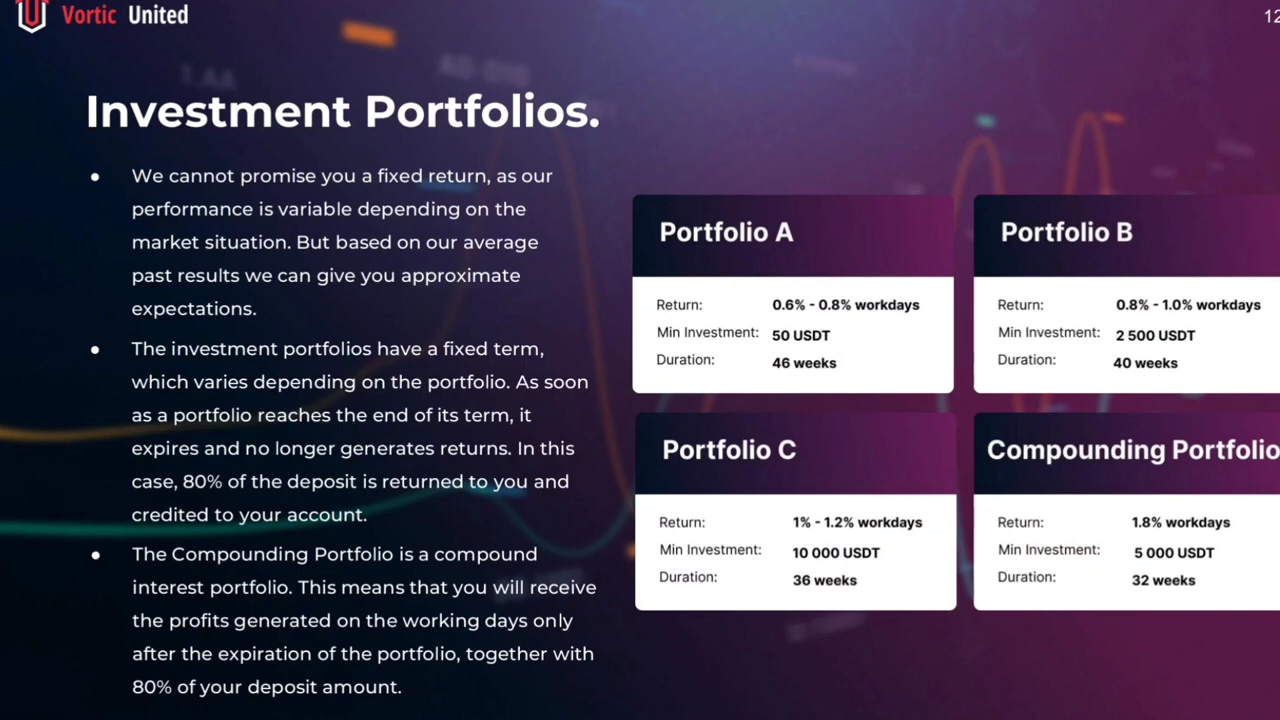 Vortic United
12
Investment Portfolios.
● We cannot promise you a fixed return, as our
performance is variable depending on the
market situation. But based on our average
past results we can give you approximate
expectations.
● The investment portfolios have a fixed term,
which varies depending on the portfolio. As soon
as a portfolio reaches the end of its term, it
expires and no longer generates returns. In this
case, 80% of the deposit is returned to you and
credited to your account.
● The Compounding Portfolio is a compound
interest portfolio. This means that you will receive
the profits generated on the working days only
after the expiration of the portfolio, together with
80% of your deposit amount.
Portfolio A
Return: 0.6% - 0.8% workdays
Min Investment: 50 USDT
Duration: 46 weeks
Portfolio B
Return: 0.8% - 1.0% workdays
Min Investment: 2 500 USDT
Duration: 40 weeks
Portfolio C
Return: 1% - 1.2% workdays
Min Investment: 10 000 USDT
Duration: 36 weeks
Compounding Portfolio
Return: 1.8% workdays
Min Investment: 5 000 USDT
Duration: 32 weeks